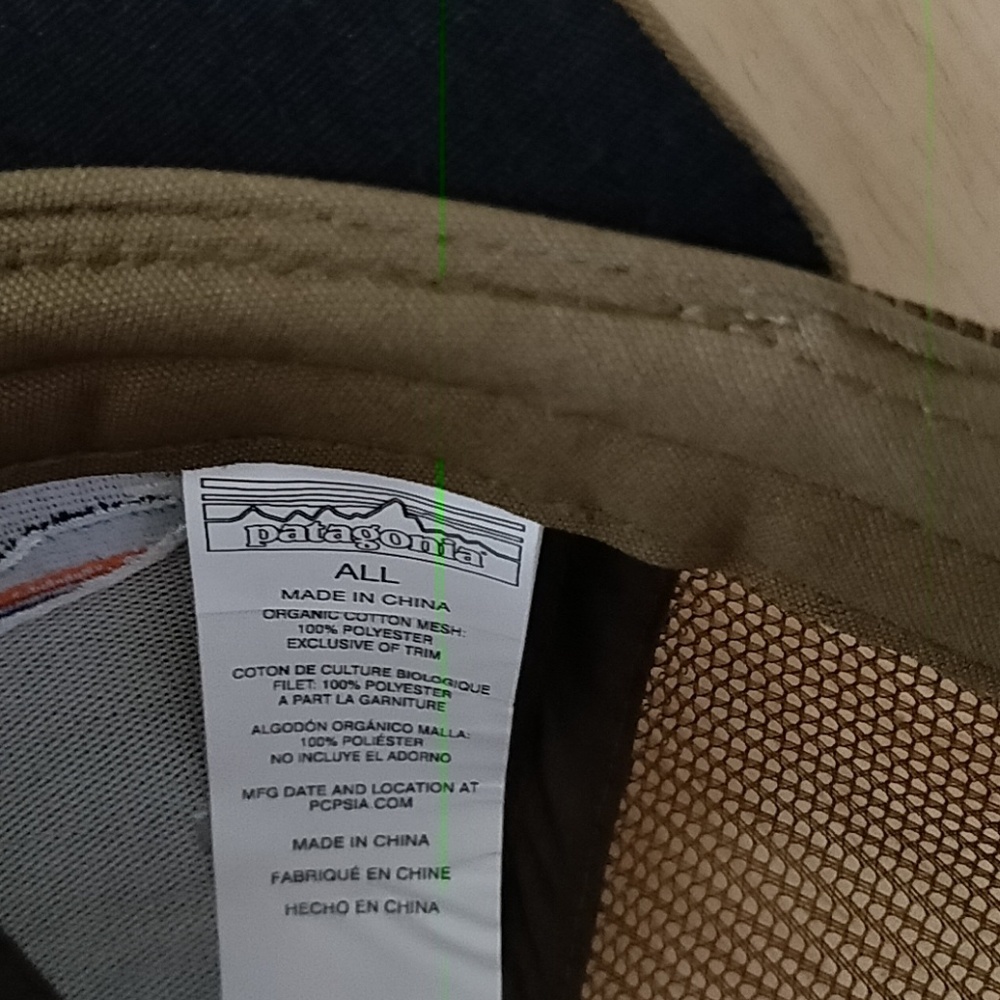 patagonia
ALL
MADE IN CHINA
ORGANIC COTTON MESH:
100% POLYESTER
EXCLUSIVE OF TRIM
COTON DE CULTURE BIOLOGIQUE
FILET: 100% POLYESTER
A PART LA GARNITURE
ALGODÓN ORGÁNICO MALLA:
100% POLIÉSTER
NO INCLUYE EL ADORNO
MFG DATE AND LOCATION AT
PCPSIA.COM
MADE IN CHINA
FABRIQUÉ EN CHINE
HECHO EN CHINA